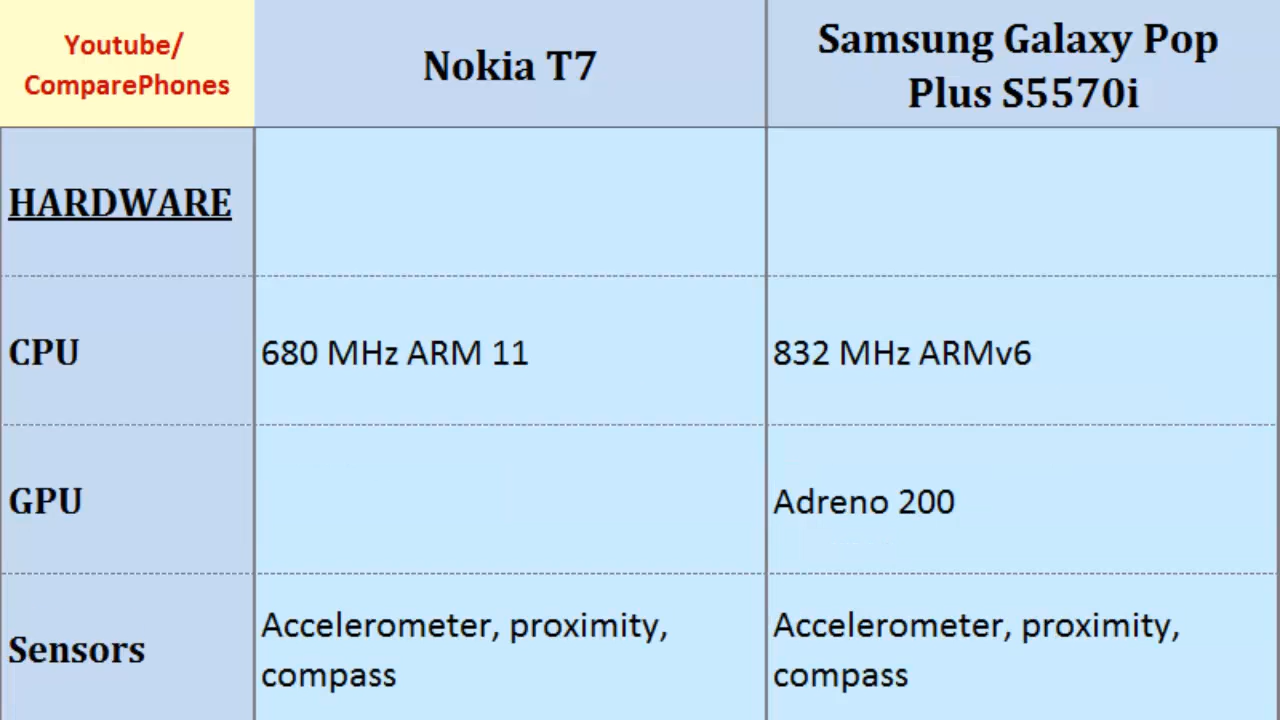 Youtube/
ComparePhones
Nokia T7
Samsung Galaxy Pop
Plus S5570i
HARDWARE
CPU
680 MHz ARM 11
832 MHz ARMv6
GPU
Adreno 200
Sensors
Accelerometer, proximity,
compass
Accelerometer, proximity,
compass